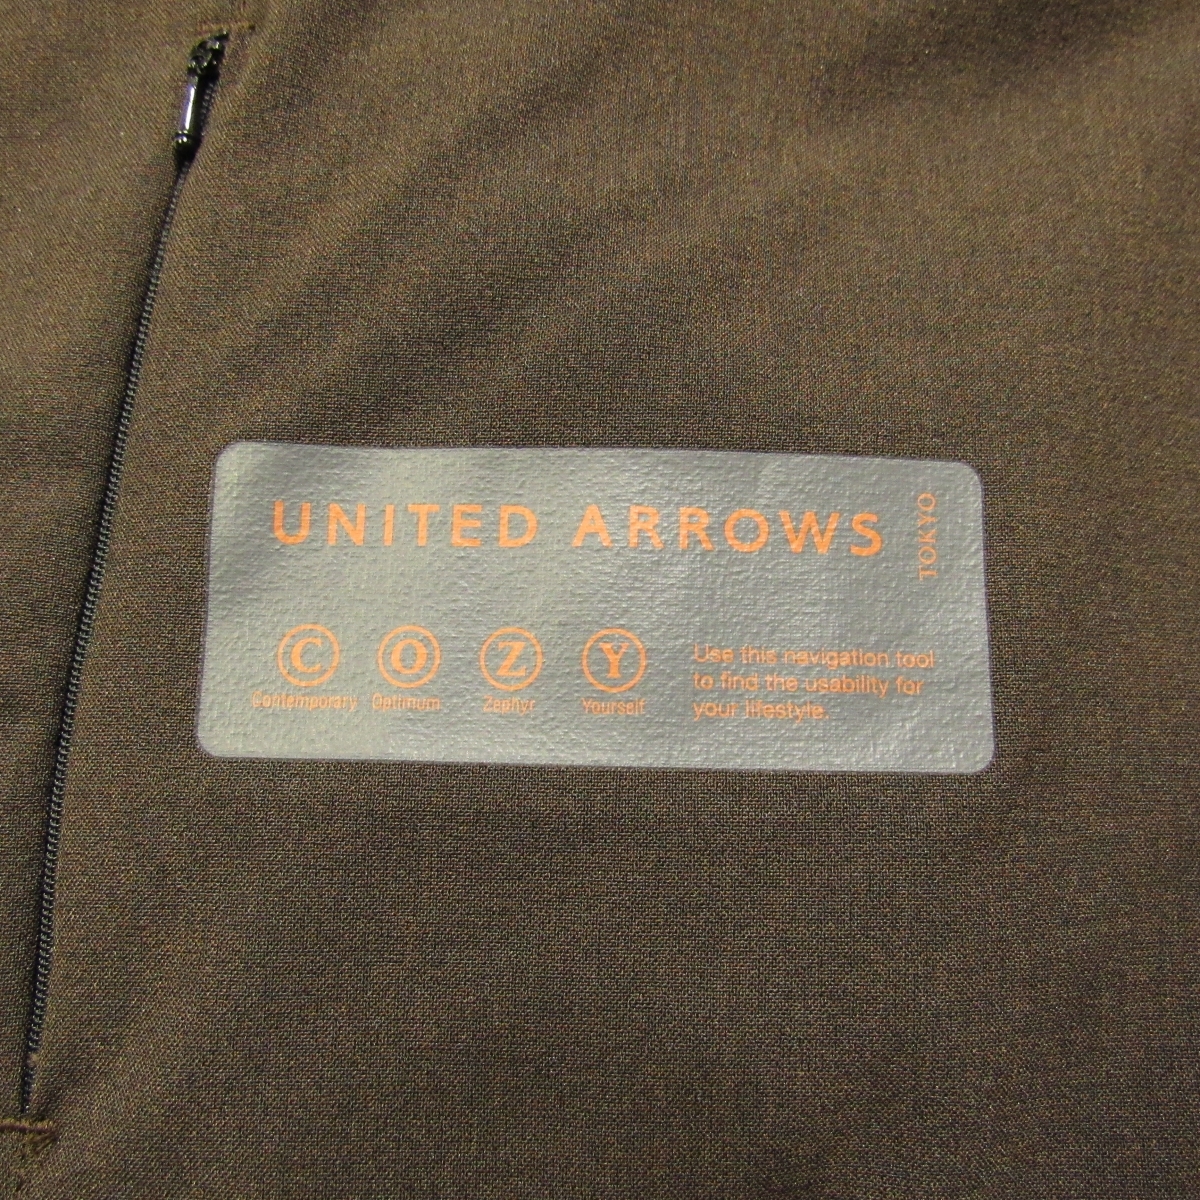 UNITED ARROWS
TOKYO
C O Z Y
Contemporary Optimum Zephyr Yourself
Use this navigation tool
to find the usability for
your lifestyle.